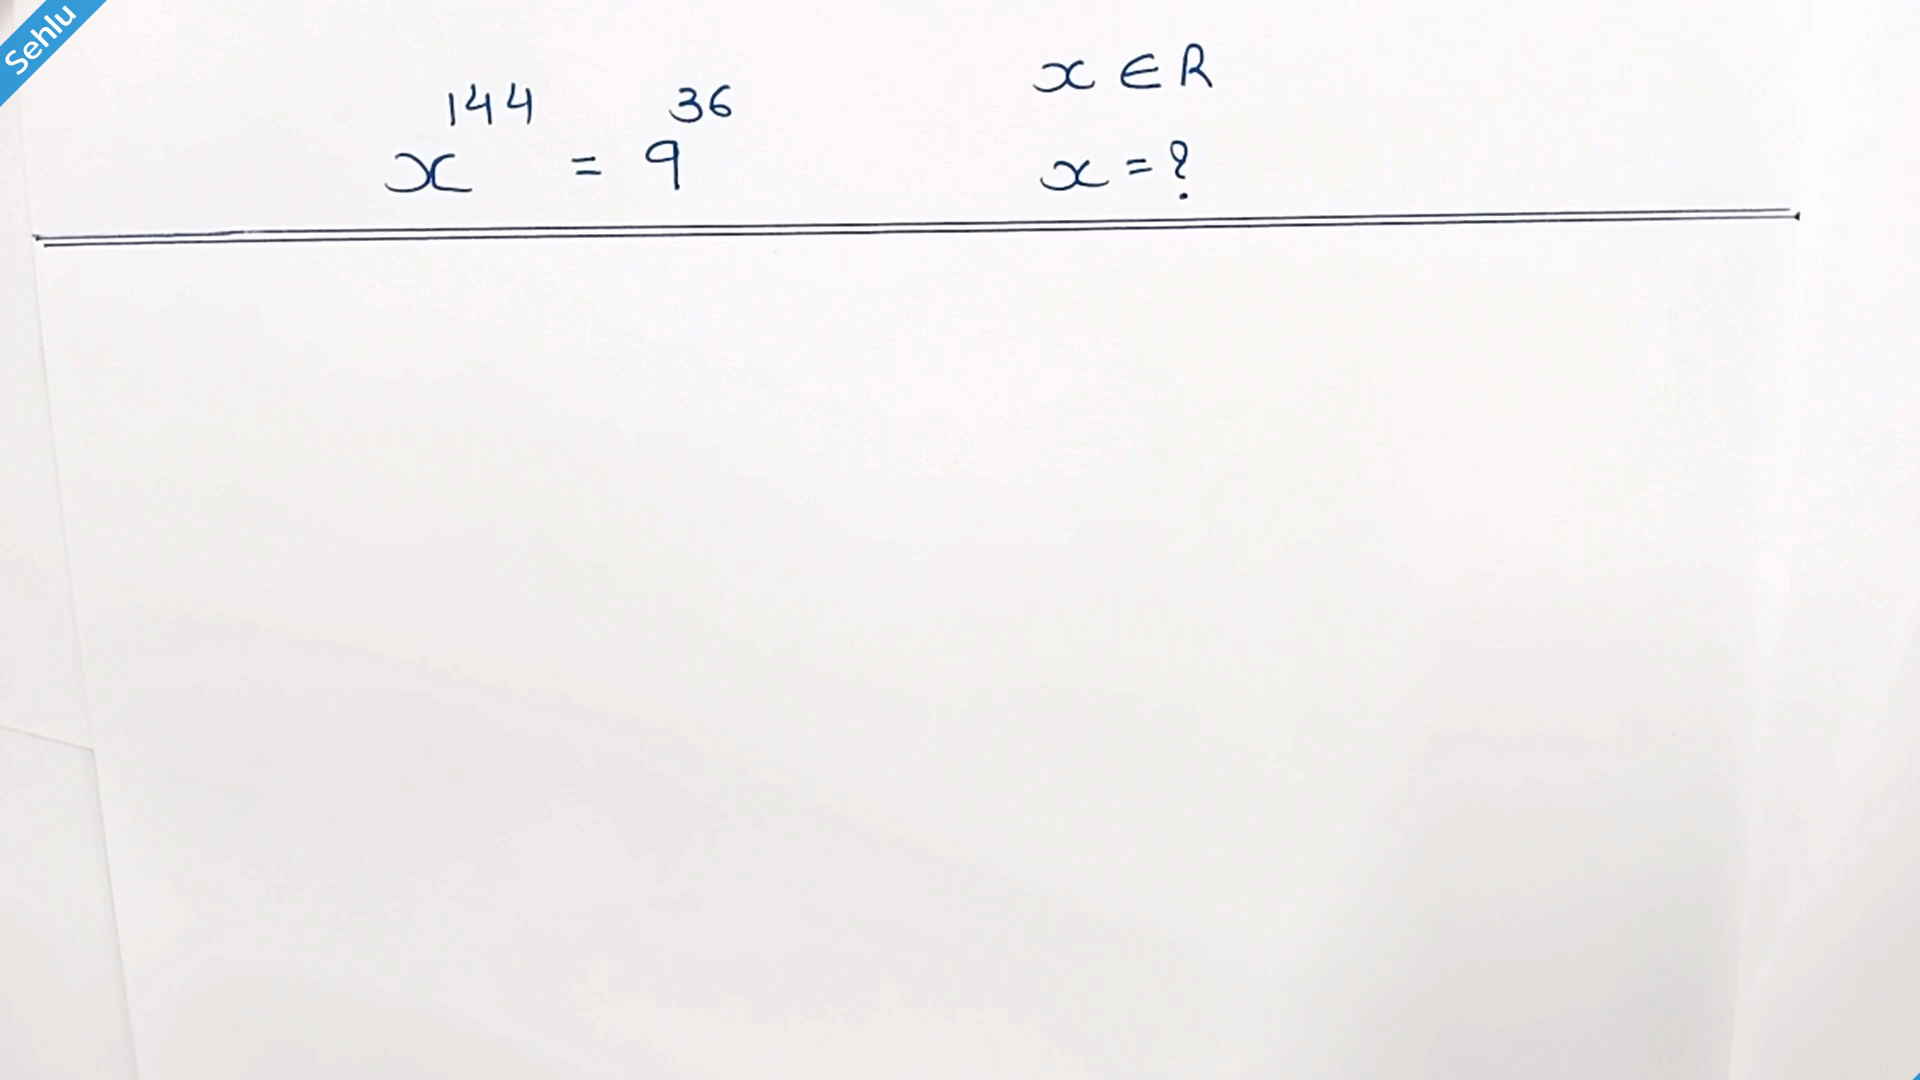 Sehlu
x^144 = 9^36
x ∈ R
x = ?